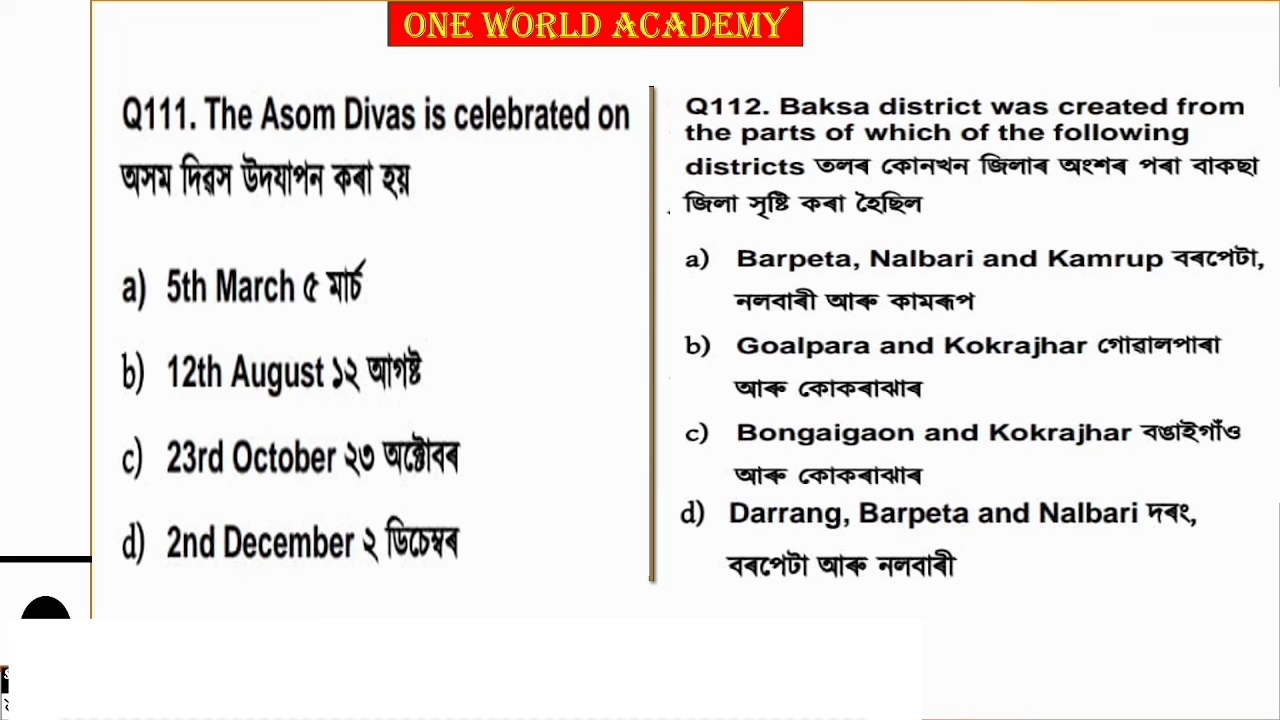 ONE WORLD ACADEMY
Q111. The Asom Divas is celebrated on
অসম দিৱস উদযাপন কৰা হয়
a) 5th March ৫ মাৰ্চ
b) 12th August ১২ আগষ্ট
c) 23rd October ২৩ অক্টোবৰ
d) 2nd December ২ ডিচেম্বৰ
Q112. Baksa district was created from
the parts of which of the following
districts তলৰ কোনখন জিলাৰ অংশৰ পৰা বাকছা
জিলা সৃষ্টি কৰা হৈছিল
a) Barpeta, Nalbari and Kamrup বৰপেটা,
নলবাৰী আৰু কামৰূপ
b) Goalpara and Kokrajhar গোৱালপাৰা
আৰু কোকৰাঝাৰ
c) Bongaigaon and Kokrajhar বঙাইগাঁও
আৰু কোকৰাঝাৰ
d) Darrang, Barpeta and Nalbari দৰং,
বৰপেটা আৰু নলবাৰী